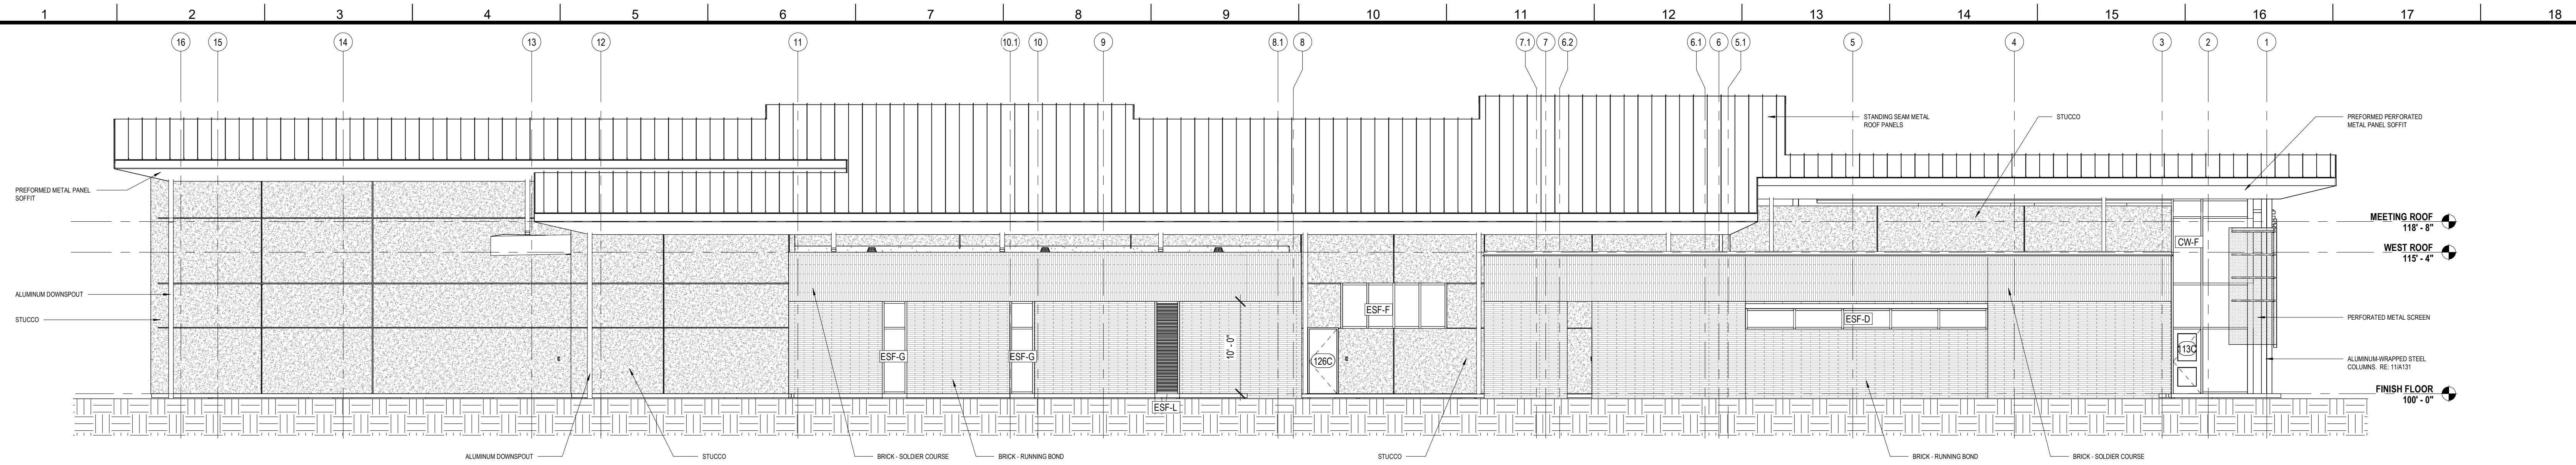 1 2 3 4 5 6 7 8 9 10 11 12 13 14 15 16 17 18
16 15 14 13 12 11 10.1 10 9 8.1 8 7.1 7 6.2 6.1 6 5.1 5 4 3 2 1
STANDING SEAM METAL
ROOF PANELS
STUCCO
PREFORMED PERFORATED
METAL PANEL SOFFIT
PREFORMED METAL PANEL
SOFFIT
MEETING ROOF
118' - 8"
CW-F
WEST ROOF
115' - 4"
ALUMINUM DOWNSPOUT
STUCCO
ESF-F
ESF-D
PERFORATED METAL SCREEN
10' - 0"
ESF-G
ESF-G
126C
113C
ALUMINUM-WRAPPED STEEL
COLUMNS. RE: 11/A131
FINISH FLOOR
100' - 0"
ESF-L
ALUMINUM DOWNSPOUT
STUCCO
BRICK - SOLDIER COURSE
BRICK - RUNNING BOND
STUCCO
BRICK - RUNNING BOND
BRICK - SOLDIER COURSE